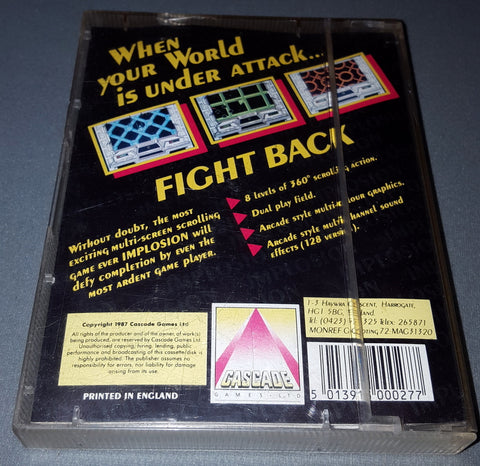 WHEN
YOUR WORLD
IS UNDER ATTACK...
FIGHT BACK
8 levels of 360° scrolling action.
Dual play field.
Arcade style multi-colour graphics.
Arcade style multi channel sound
effects (128 version).
WITHOUT DOUBT, THE MOST
EXCITING MULTI-SCREEN SCROLLING
GAME EVER IMPLOSION WILL
DEFY COMPLETION BY EVEN THE
MOST ARDENT GAME PLAYER.
Copyright 1987 Cascade Games Ltd
All rights of the producer and of the owner, of work(s)
being produced, are reserved by Cascade Games Ltd.
Unauthorised copying, hiring, lending, public
performance and broadcasting of this cassette/disk is
highly prohibited. The publisher assumes no
responsibility for errors, nor liability for damage
arising from its use.
PRINTED IN ENGLAND
CASCADE
GAMES LTD
1-3 Haywra Crescent, Harrogate,
HG1 5BG, England.
Tel: (0423) 325 Telex: 265871
MONREF G 72 MAG31320
5 013913 000277